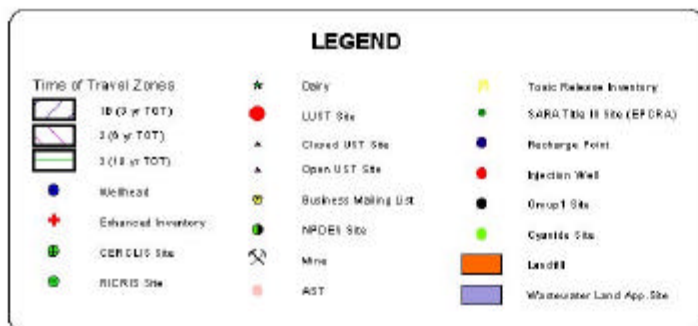 LEGEND
Time of Travel Zones
1B (3 yr TOT)
2 (6 yr TOT)
3 (10 yr TOT)
Wellhead
Enhanced Inventory
CERCLIS Site
RICRIS Site
Dairy
LUST Site
Closed UST Site
Open UST Site
Business Mailing List
NPDES Site
Mine
AST
Toxic Release Inventory
SARA Title III Site (EPCRA)
Recharge Point
Injection Well
Group1 Site
Cyanide Site
Landfill
Wastewater Land App. Site